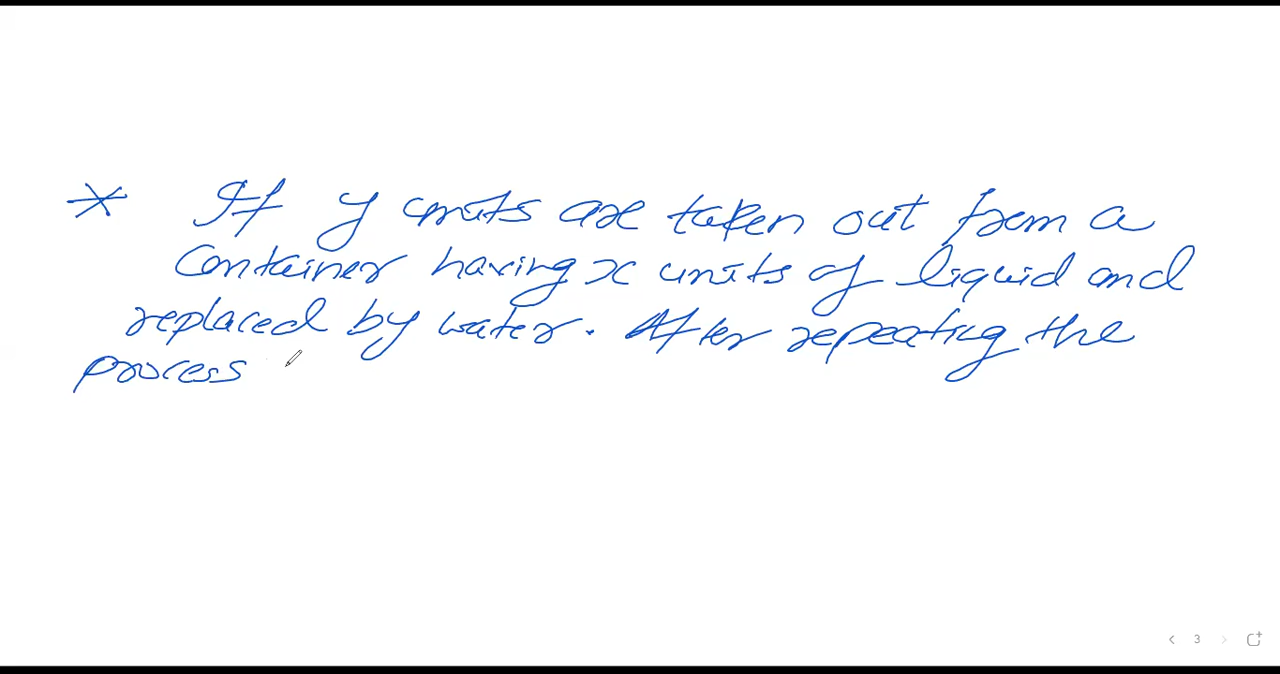 * If y units are taken out from a
container having x units of liquid and
replaced by water. After repeating the
process
3